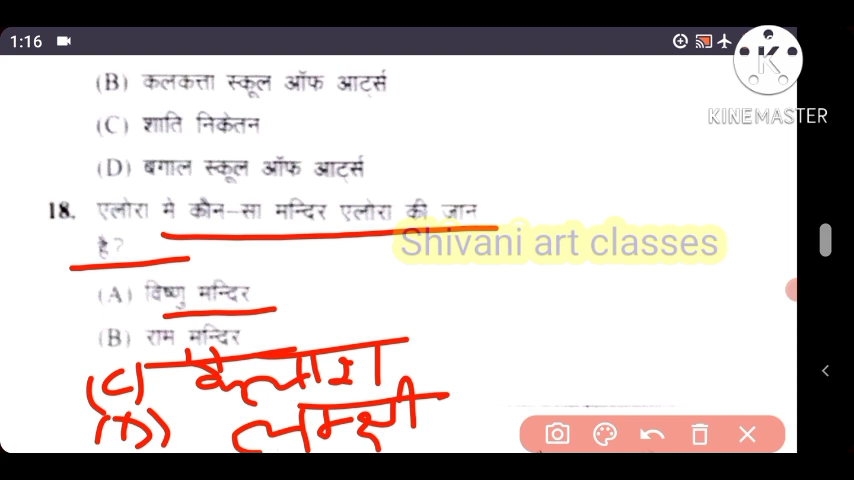 1:16
KINEMASTER
(B) कलकत्ता स्कूल ऑफ आर्ट्स
(C) शाति निकेतन
(D) बगाल स्कूल ऑफ आर्ट्स
18. एलोरा मे कौन-सा मन्दिर एलोरा की जान
है?
Shivani art classes
(A) विष्णु मन्दिर
(B) राम मन्दिर
(C) कैलाश
(D) लक्ष्मी